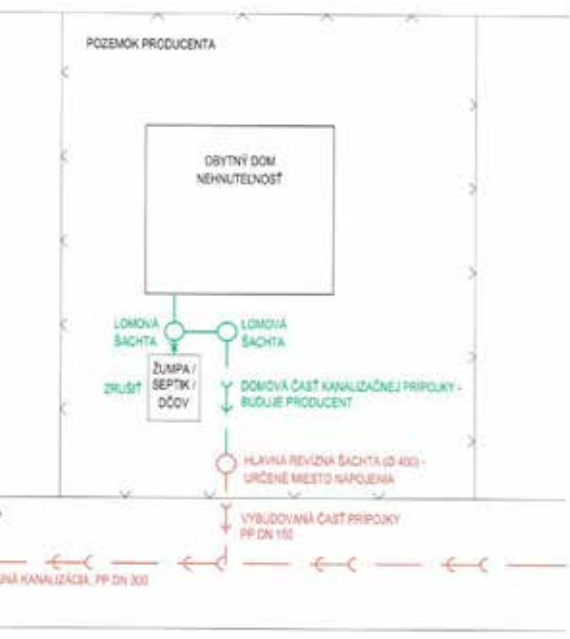 POZEMOK PRODUCENTA
OBYTNÝ DOM
NEHNUTEĽNOSŤ
LOMOVÁ
ŠACHTA
LOMOVÁ
ŠACHTA
ZRUŠIŤ
ŽUMPA /
SEPTIK /
DČOV
DOMOVÁ ČASŤ KANALIZAČNEJ PRÍPOJKY -
BUDUJE PRODUCENT
HLAVNÁ REVÍZNA ŠACHTA (Ø 400) -
URČENÉ MIESTO NAPOJENIA
VYBUDOVANÁ ČASŤ PRÍPOJKY
PP DN 150
KANALIZÁCIA, PP DN 300